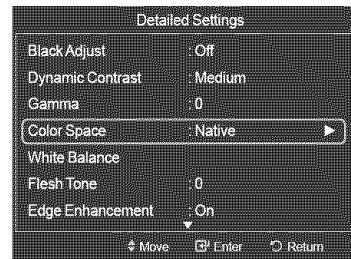 Detailed Settings
Black Adjust : Off
Dynamic Contrast : Medium
Gamma : 0
Color Space : Native ►
White Balance
Flesh Tone : 0
Edge Enhancement : On
▼
Move Enter Return